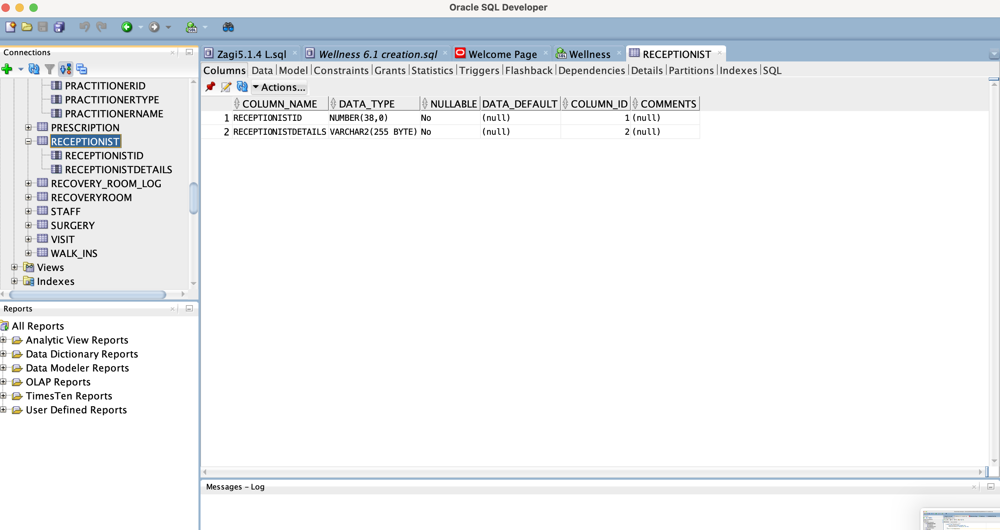 Oracle SQL Developer
Connections
PRACTITIONERID
PRACTITIONERTYPE
PRACTITIONERNAME
PRESCRIPTION
RECEPTIONIST
RECEPTIONISTID
RECEPTIONISTDETAILS
RECOVERY_ROOM_LOG
RECOVERYROOM
STAFF
SURGERY
VISIT
WALK_INS
Views
Indexes
Reports
All Reports
Analytic View Reports
Data Dictionary Reports
Data Modeler Reports
OLAP Reports
TimesTen Reports
User Defined Reports
Zagi5.1.4 L.sql Wellness 6.1 creation.sql Welcome Page SQL Wellness RECEPTIONIST
Columns Data Model Constraints Grants Statistics Triggers Flashback Dependencies Details Partitions Indexes SQL
Actions...
COLUMN_NAME DATA_TYPE NULLABLE DATA_DEFAULT COLUMN_ID COMMENTS
1 RECEPTIONISTID NUMBER(38,0) No (null) 1 (null)
2 RECEPTIONISTDETAILS VARCHAR2(255 BYTE) No (null) 2 (null)
Messages - Log